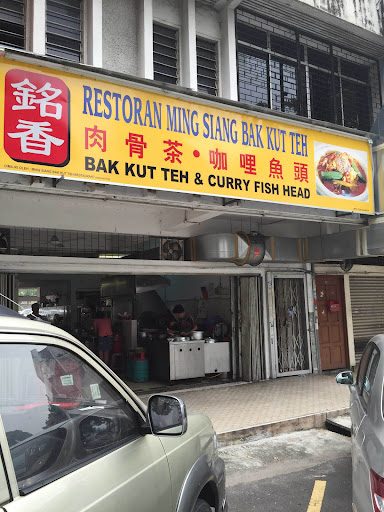 銘香
RESTORAN MING SIANG BAK KUT TEH
肉骨茶·咖哩魚頭
BAK KUT TEH & CURRY FISH HEAD